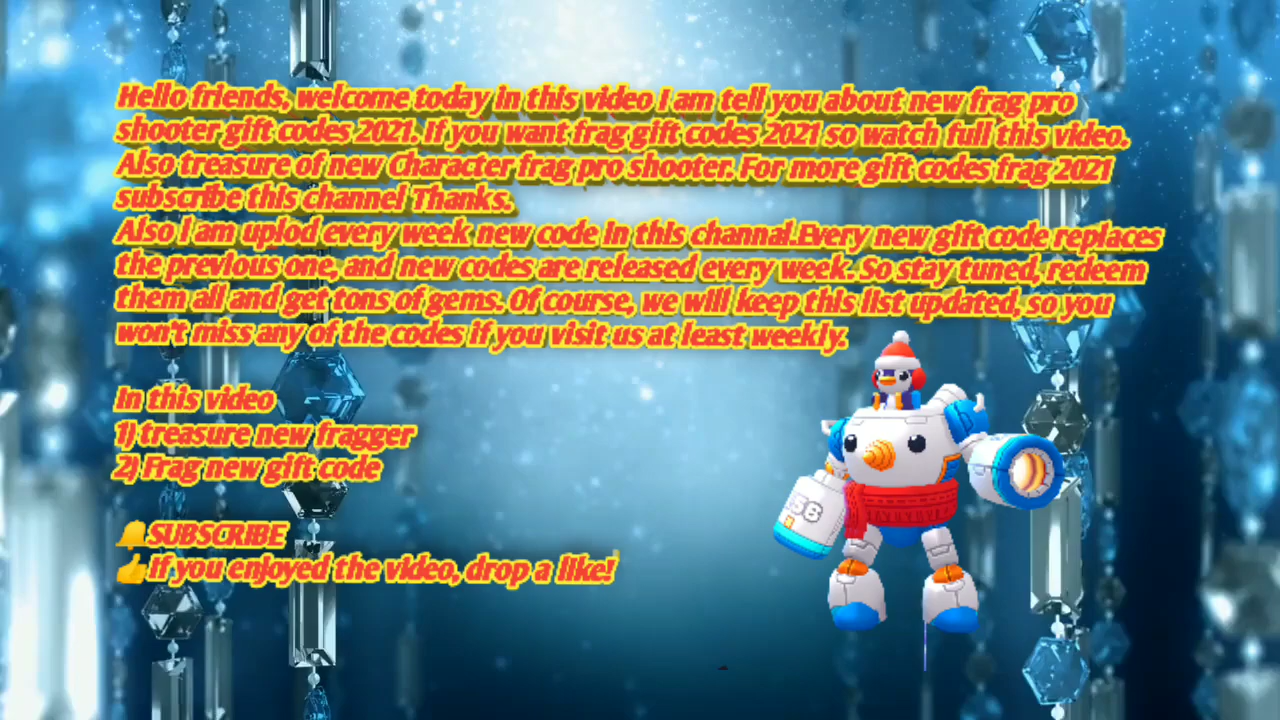 Hello friends, welcome today in this video I am tell you about new frag pro
shooter gift codes 2021. If you want frag gift codes 2021 so watch full this video.
Also treasure of new Character frag pro shooter. For more gift codes frag 2021
subscribe this channel Thanks.
Also I am uplod every week new code in this channal.Every new gift code replaces
the previous one, and new codes are released every week. So stay tuned, redeem
them all and get tons of gems. Of course, we will keep this list updated, so you
won't miss any of the codes if you visit us at least weekly.
In this video
1) treasure new fragger
2) Frag new gift code
🔔SUBSCRIBE
👍If you enjoyed the video, drop a like!
58